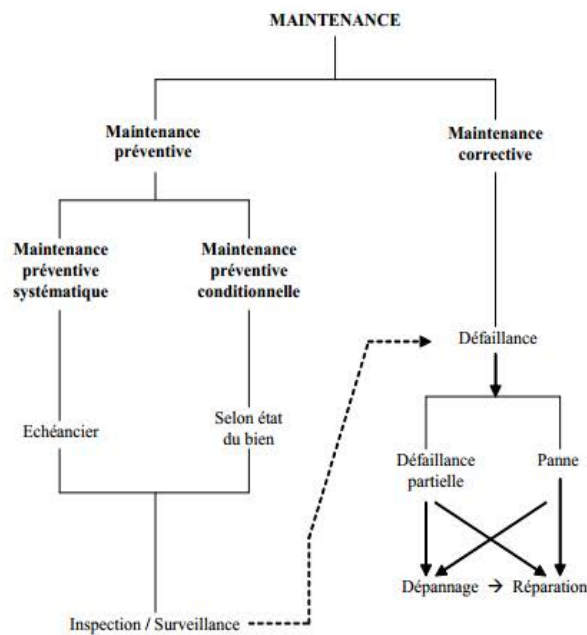 MAINTENANCE
Maintenance
préventive
Maintenance
corrective
Maintenance
préventive
systématique
Maintenance
préventive
conditionnelle
Défaillance
Echéancier
Selon état
du bien
Défaillance
partielle
Panne
Dépannage → Réparation
Inspection / Surveillance